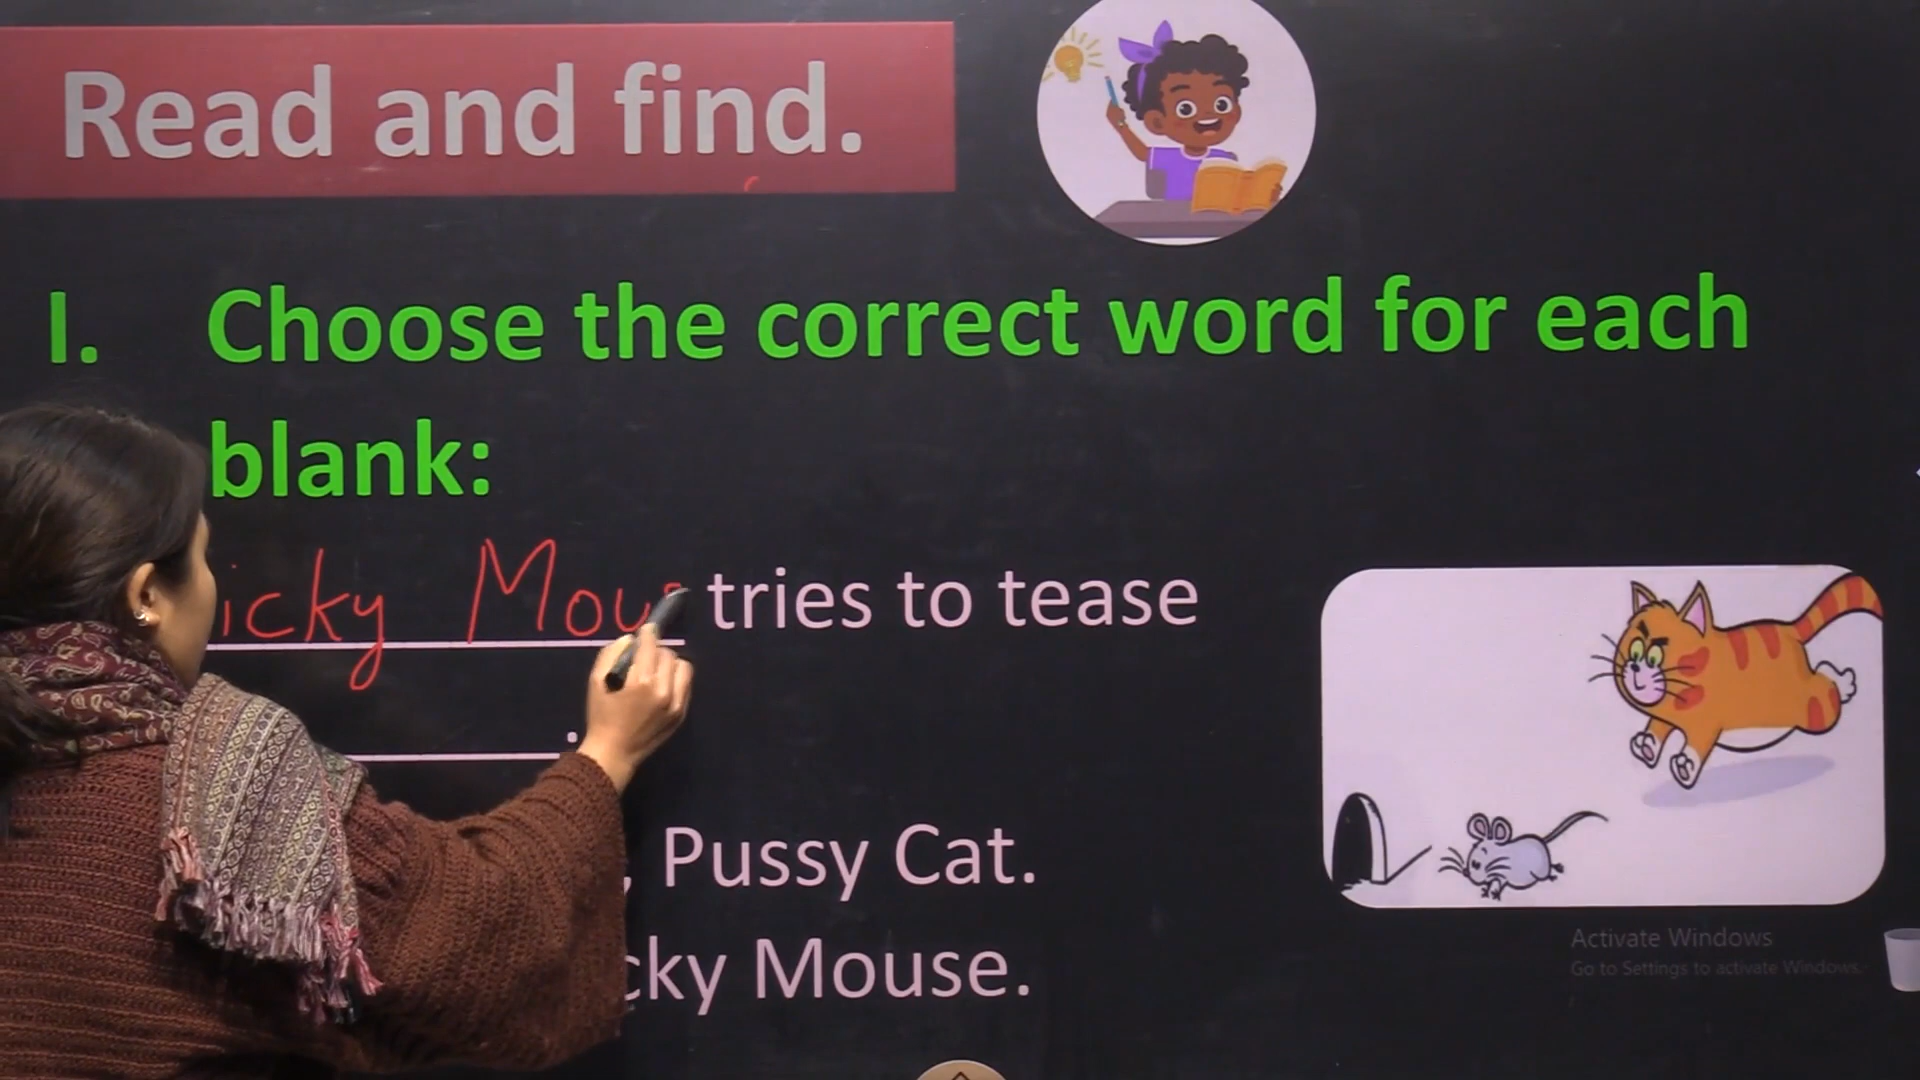 Read and find.
I. Choose the correct word for each
blank:
icky Mous tries to tease
.
, Pussy Cat.
cky Mouse.
Activate Windows
Go to Settings to activate Windows.